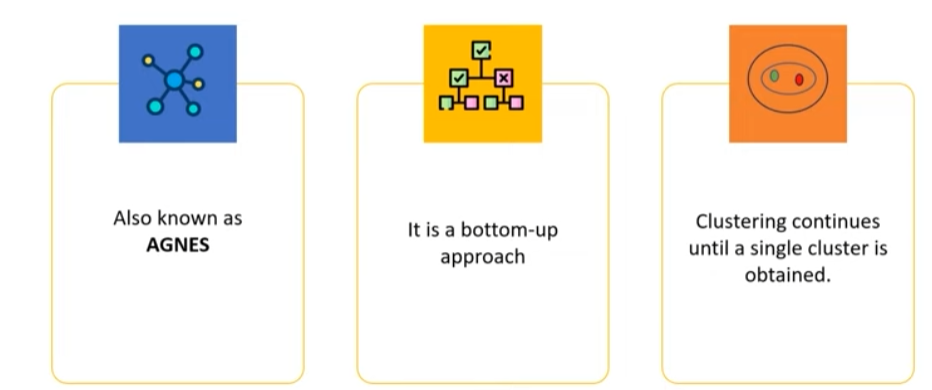 Also known as
AGNES
It is a bottom-up
approach
Clustering continues
until a single cluster is
obtained.